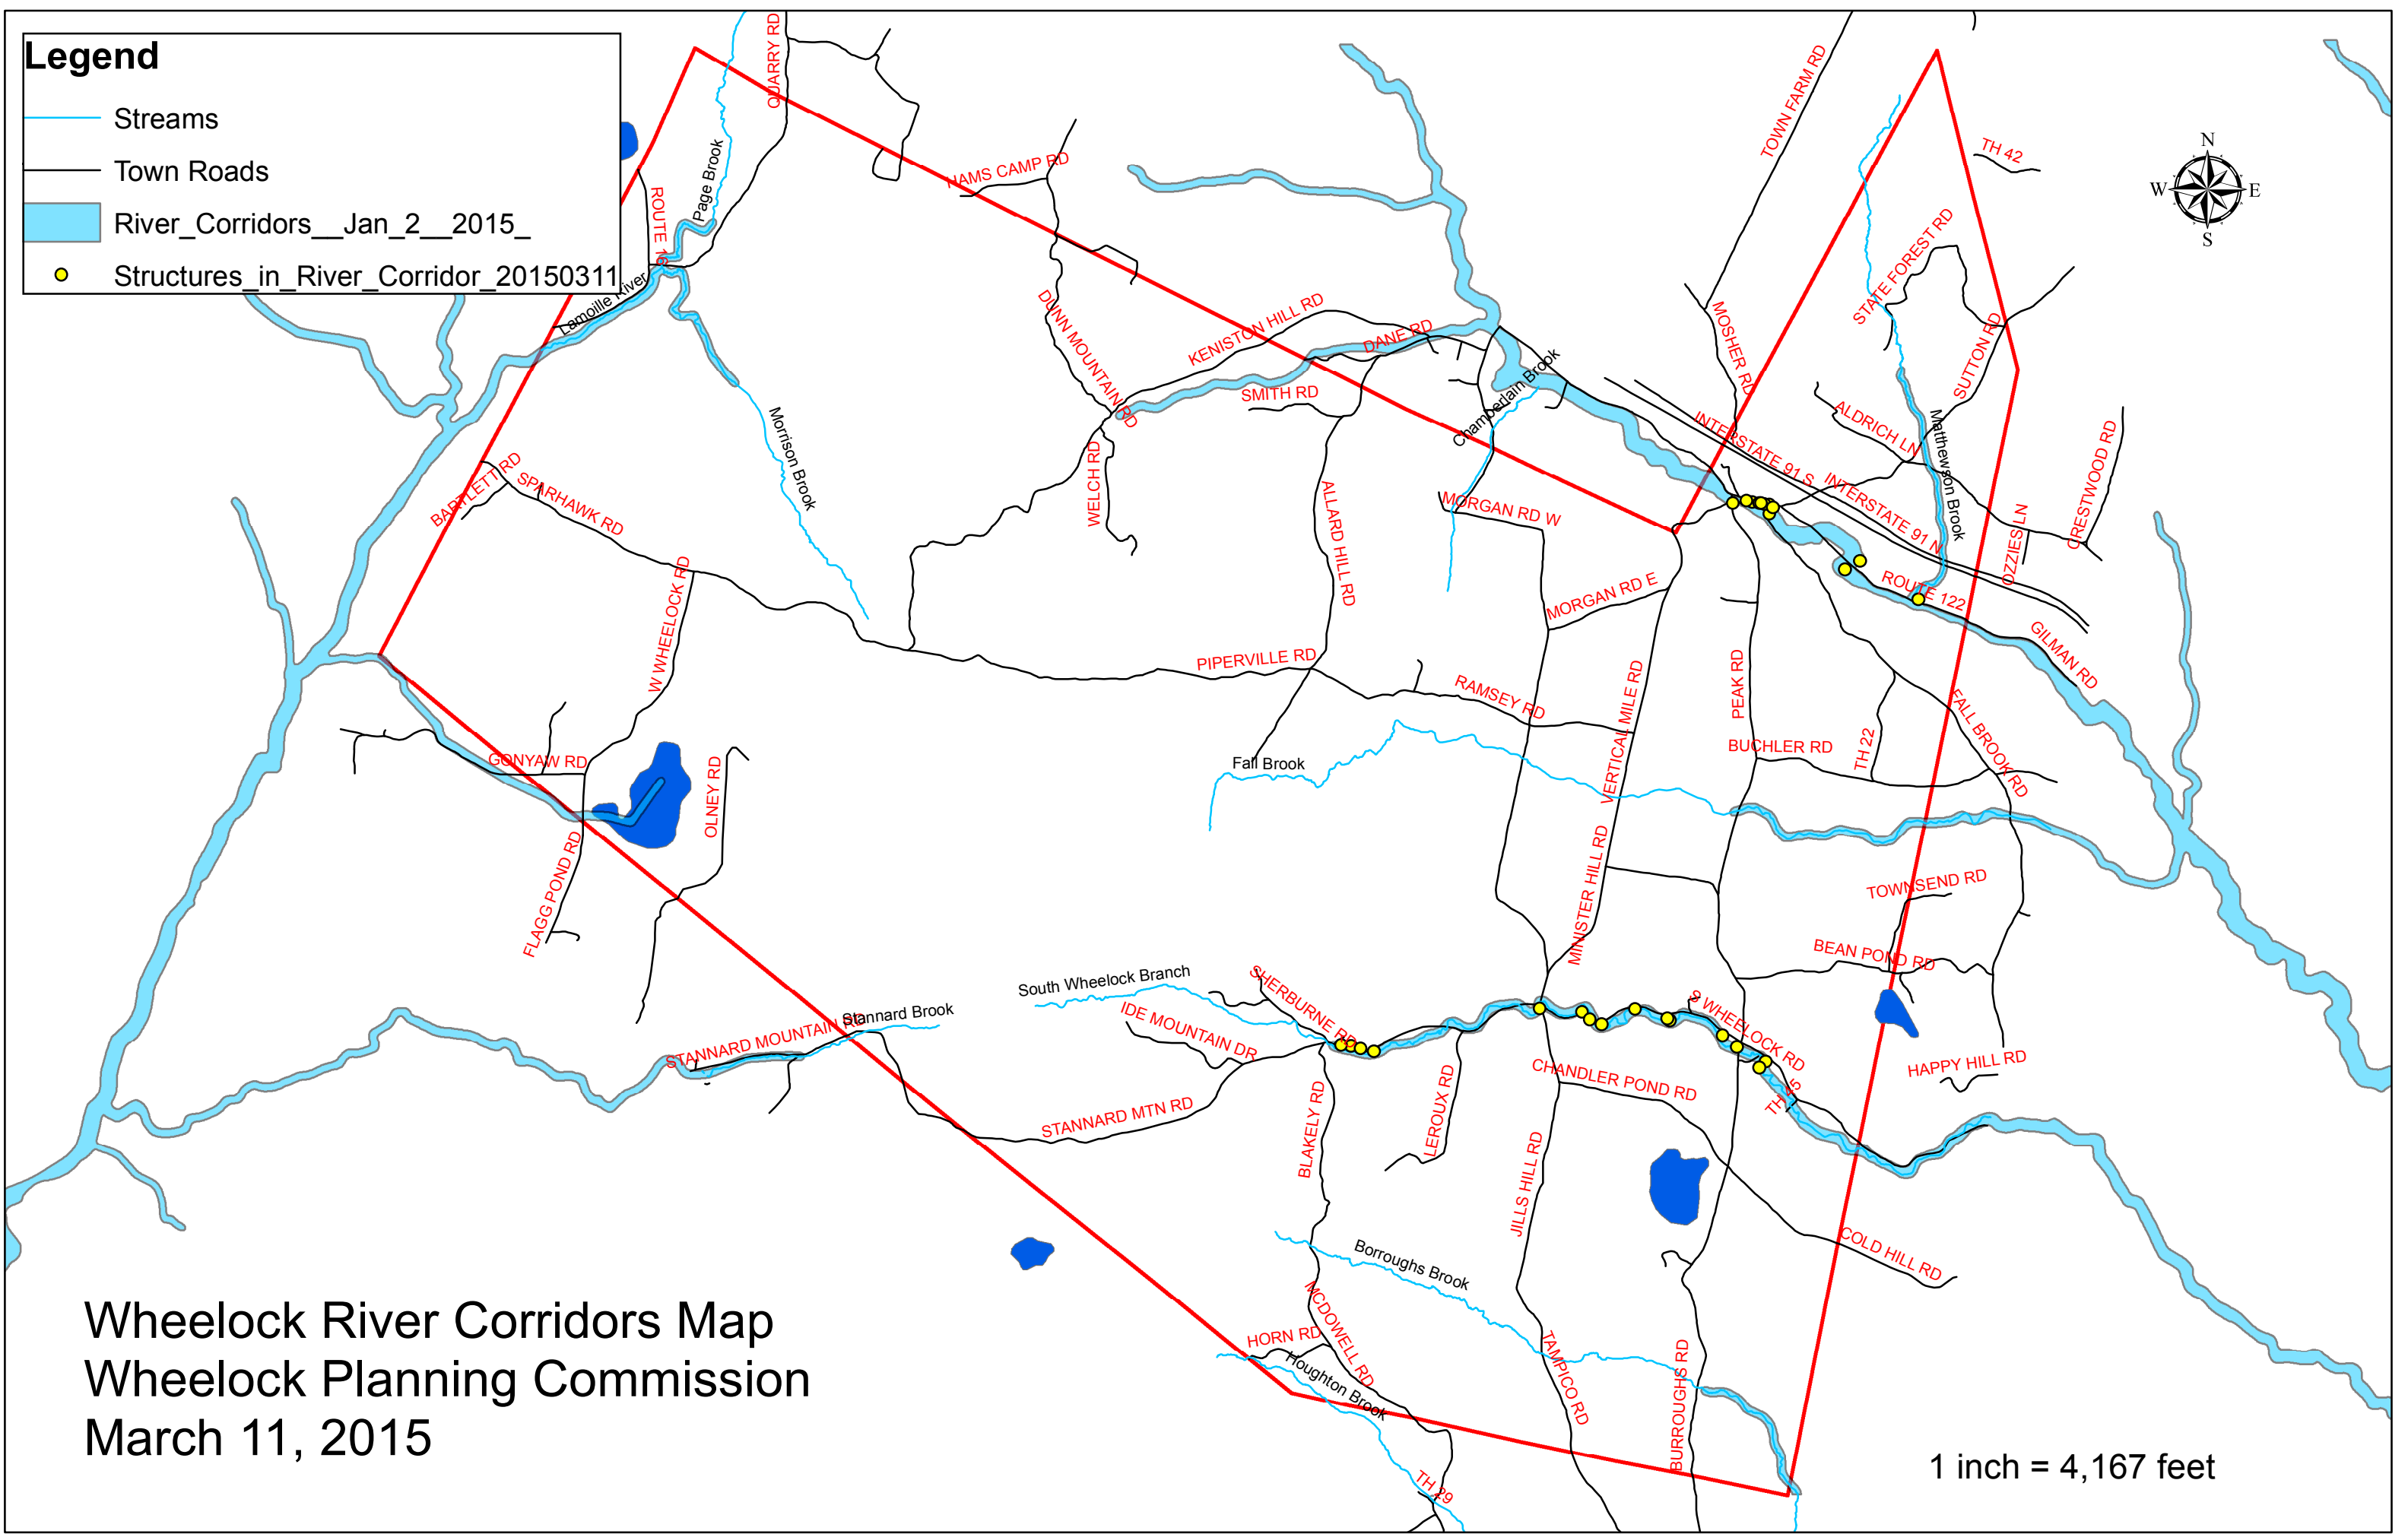 Legend
Streams
Town Roads
River_Corridors__Jan_2__2015_
Structures_in_River_Corridor_20150311
QUARRY RD
Page Brook
ROUTE 16
Lamoille River
HAMS CAMP RD
TOWN FARM RD
TH 42
N
W
E
S
STATE FOREST RD
DUNN MOUNTAIN RD
KENISTON HILL RD
DANE RD
MOSHER RD
SUTTON RD
SMITH RD
Chamberlain Brook
Morrison Brook
ALDRICH LN
Matthewson Brook
CRESTWOOD RD
INTERSTATE 91 S
INTERSTATE 91 N
BARTLETT RD
SPARHAWK RD
WELCH RD
ALLARD HILL RD
MORGAN RD W
OZZIES LN
MORGAN RD E
ROUTE 122
GILMAN RD
W WHEELOCK RD
PIPERVILLE RD
RAMSEY RD
VERTICAL MILE RD
PEAK RD
FALL BROOK RD
BUCHLER RD
TH 22
Fall Brook
GONYAW RD
OLNEY RD
FLAGG POND RD
MINISTER HILL RD
TOWNSEND RD
BEAN POND RD
South Wheelock Branch
SHERBURNE RD
Stannard Brook
STANNARD MOUNTAIN RD
IDE MOUNTAIN DR
S WHEELOCK RD
HAPPY HILL RD
CHANDLER POND RD
TH 45
STANNARD MTN RD
BLAKELY RD
LEROUX RD
JILLS HILL RD
COLD HILL RD
Borroughs Brook
MCDOWELL RD
HORN RD
Houghton Brook
TAMPICO RD
BURROUGHS RD
TH 29
Wheelock River Corridors Map
Wheelock Planning Commission
March 11, 2015
1 inch = 4,167 feet